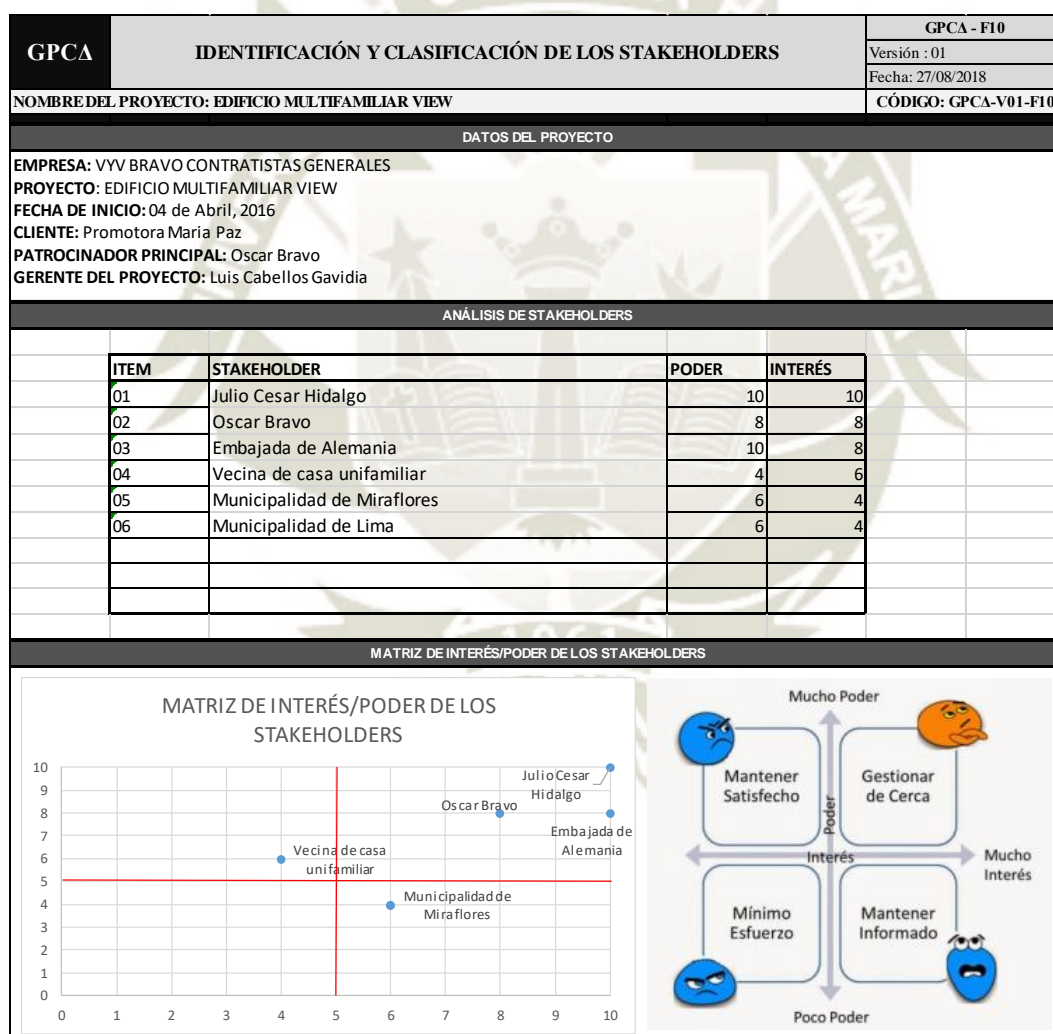 GPCΔ
IDENTIFICACIÓN Y CLASIFICACIÓN DE LOS STAKEHOLDERS
GPCΔ - F10
Versión : 01
Fecha: 27/08/2018
NOMBRE DEL PROYECTO: EDIFICIO MULTIFAMILIAR VIEW
CÓDIGO: GPCΔ-V01-F10
DATOS DEL PROYECTO
EMPRESA: VYV BRAVO CONTRATISTAS GENERALES
PROYECTO: EDIFICIO MULTIFAMILIAR VIEW
FECHA DE INICIO: 04 de Abril, 2016
CLIENTE: Promotora Maria Paz
PATROCINADOR PRINCIPAL: Oscar Bravo
GERENTE DEL PROYECTO: Luis Cabellos Gavidia
ANÁLISIS DE STAKEHOLDERS
ITEM STAKEHOLDER PODER INTERÉS
01 Julio Cesar Hidalgo 10 10
02 Oscar Bravo 8 8
03 Embajada de Alemania 10 8
04 Vecina de casa unifamiliar 4 6
05 Municipalidad de Miraflores 6 4
06 Municipalidad de Lima 6 4
MATRIZ DE INTERÉS/PODER DE LOS STAKEHOLDERS
MATRIZ DE INTERÉS/PODER DE LOS
STAKEHOLDERS
10
9
8
7
6
5
4
3
2
1
0
Julio Cesar
Hidalgo
Oscar Bravo
Embajada de
Alemania
Vecina de casa
unifamiliar
Municipalidad de
Miraflores
0 1 2 3 4 5 6 7 8 9 10
Mucho Poder
Mantener
Satisfecho
Gestionar
de Cerca
Poder
Interés
Mucho
Interés
Mínimo
Esfuerzo
Mantener
Informado
Poco Poder